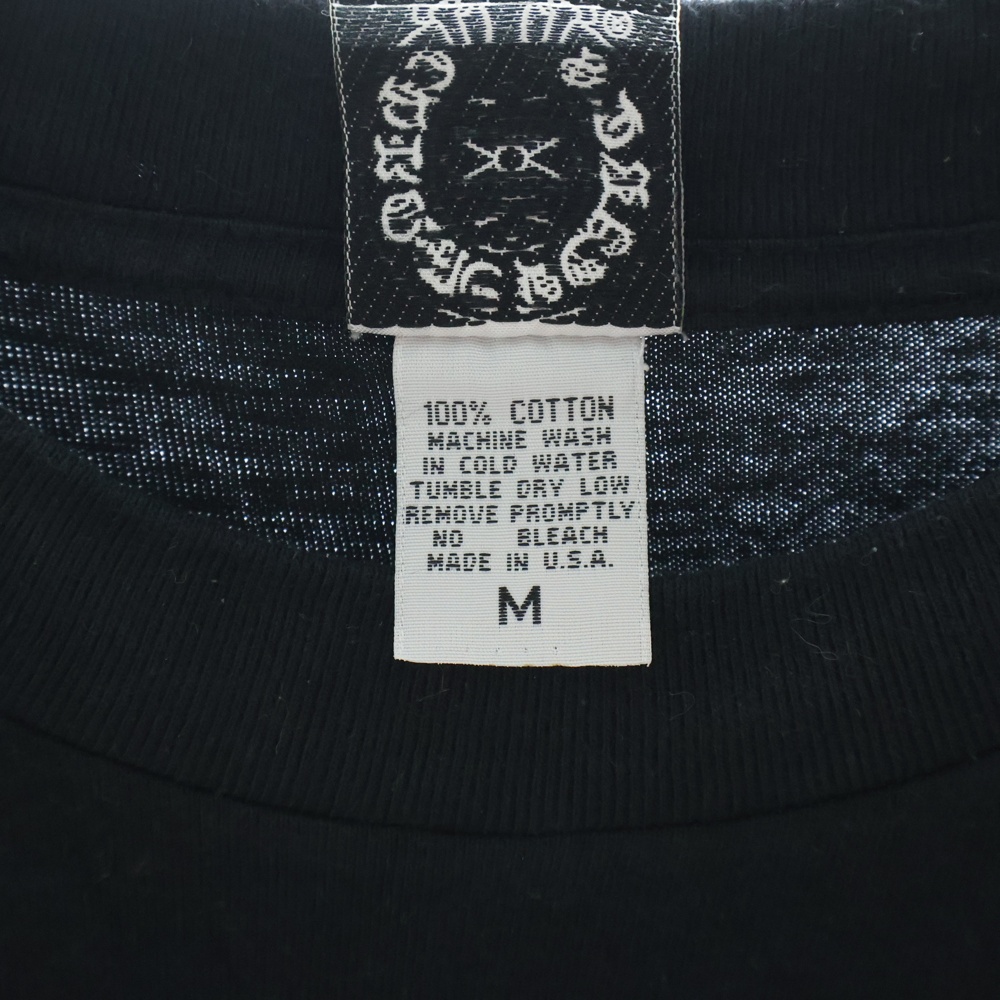 100% COTTON
MACHINE WASH
IN COLD WATER
TUMBLE DRY LOW
REMOVE PROMPTLY
NO BLEACH
MADE IN U.S.A.
M